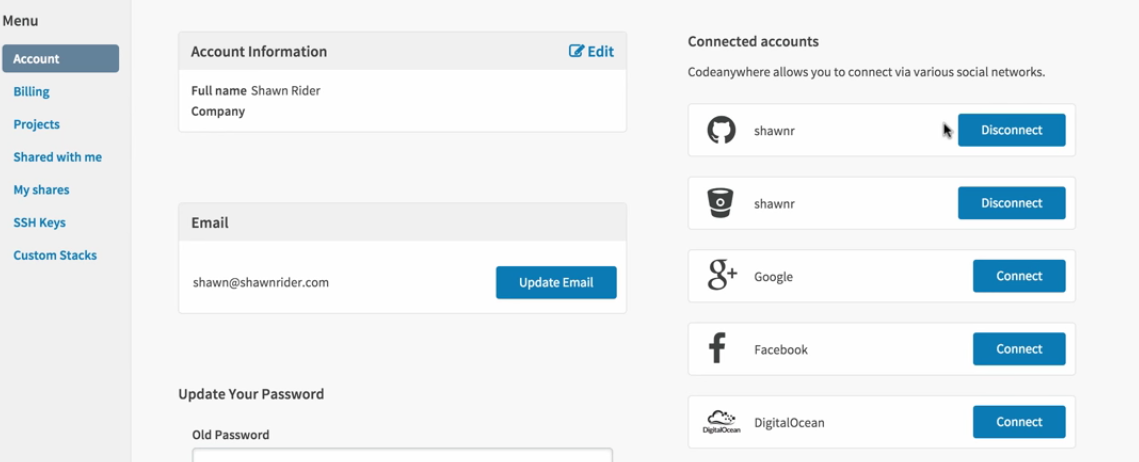 Menu
Account
Billing
Projects
Shared with me
My shares
SSH Keys
Custom Stacks
Account Information
Edit
Full name Shawn Rider
Company
Email
shawn@shawnrider.com
Update Email
Update Your Password
Old Password
Connected accounts
Codeanywhere allows you to connect via various social networks.
shawnr
Disconnect
shawnr
Disconnect
g+
Google
Connect
f
Facebook
Connect
DigitalOcean
DigitalOcean
Connect